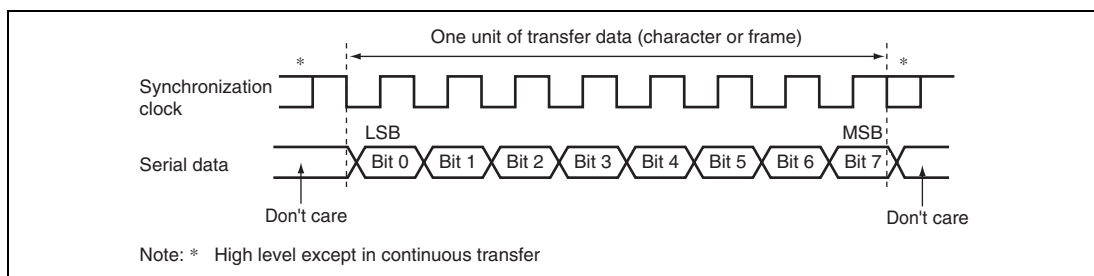 One unit of transfer data (character or frame)
* *
Synchronization
clock
LSB MSB
Serial data Bit 0 Bit 1 Bit 2 Bit 3 Bit 4 Bit 5 Bit 6 Bit 7
Don't care Don't care
Note: * High level except in continuous transfer